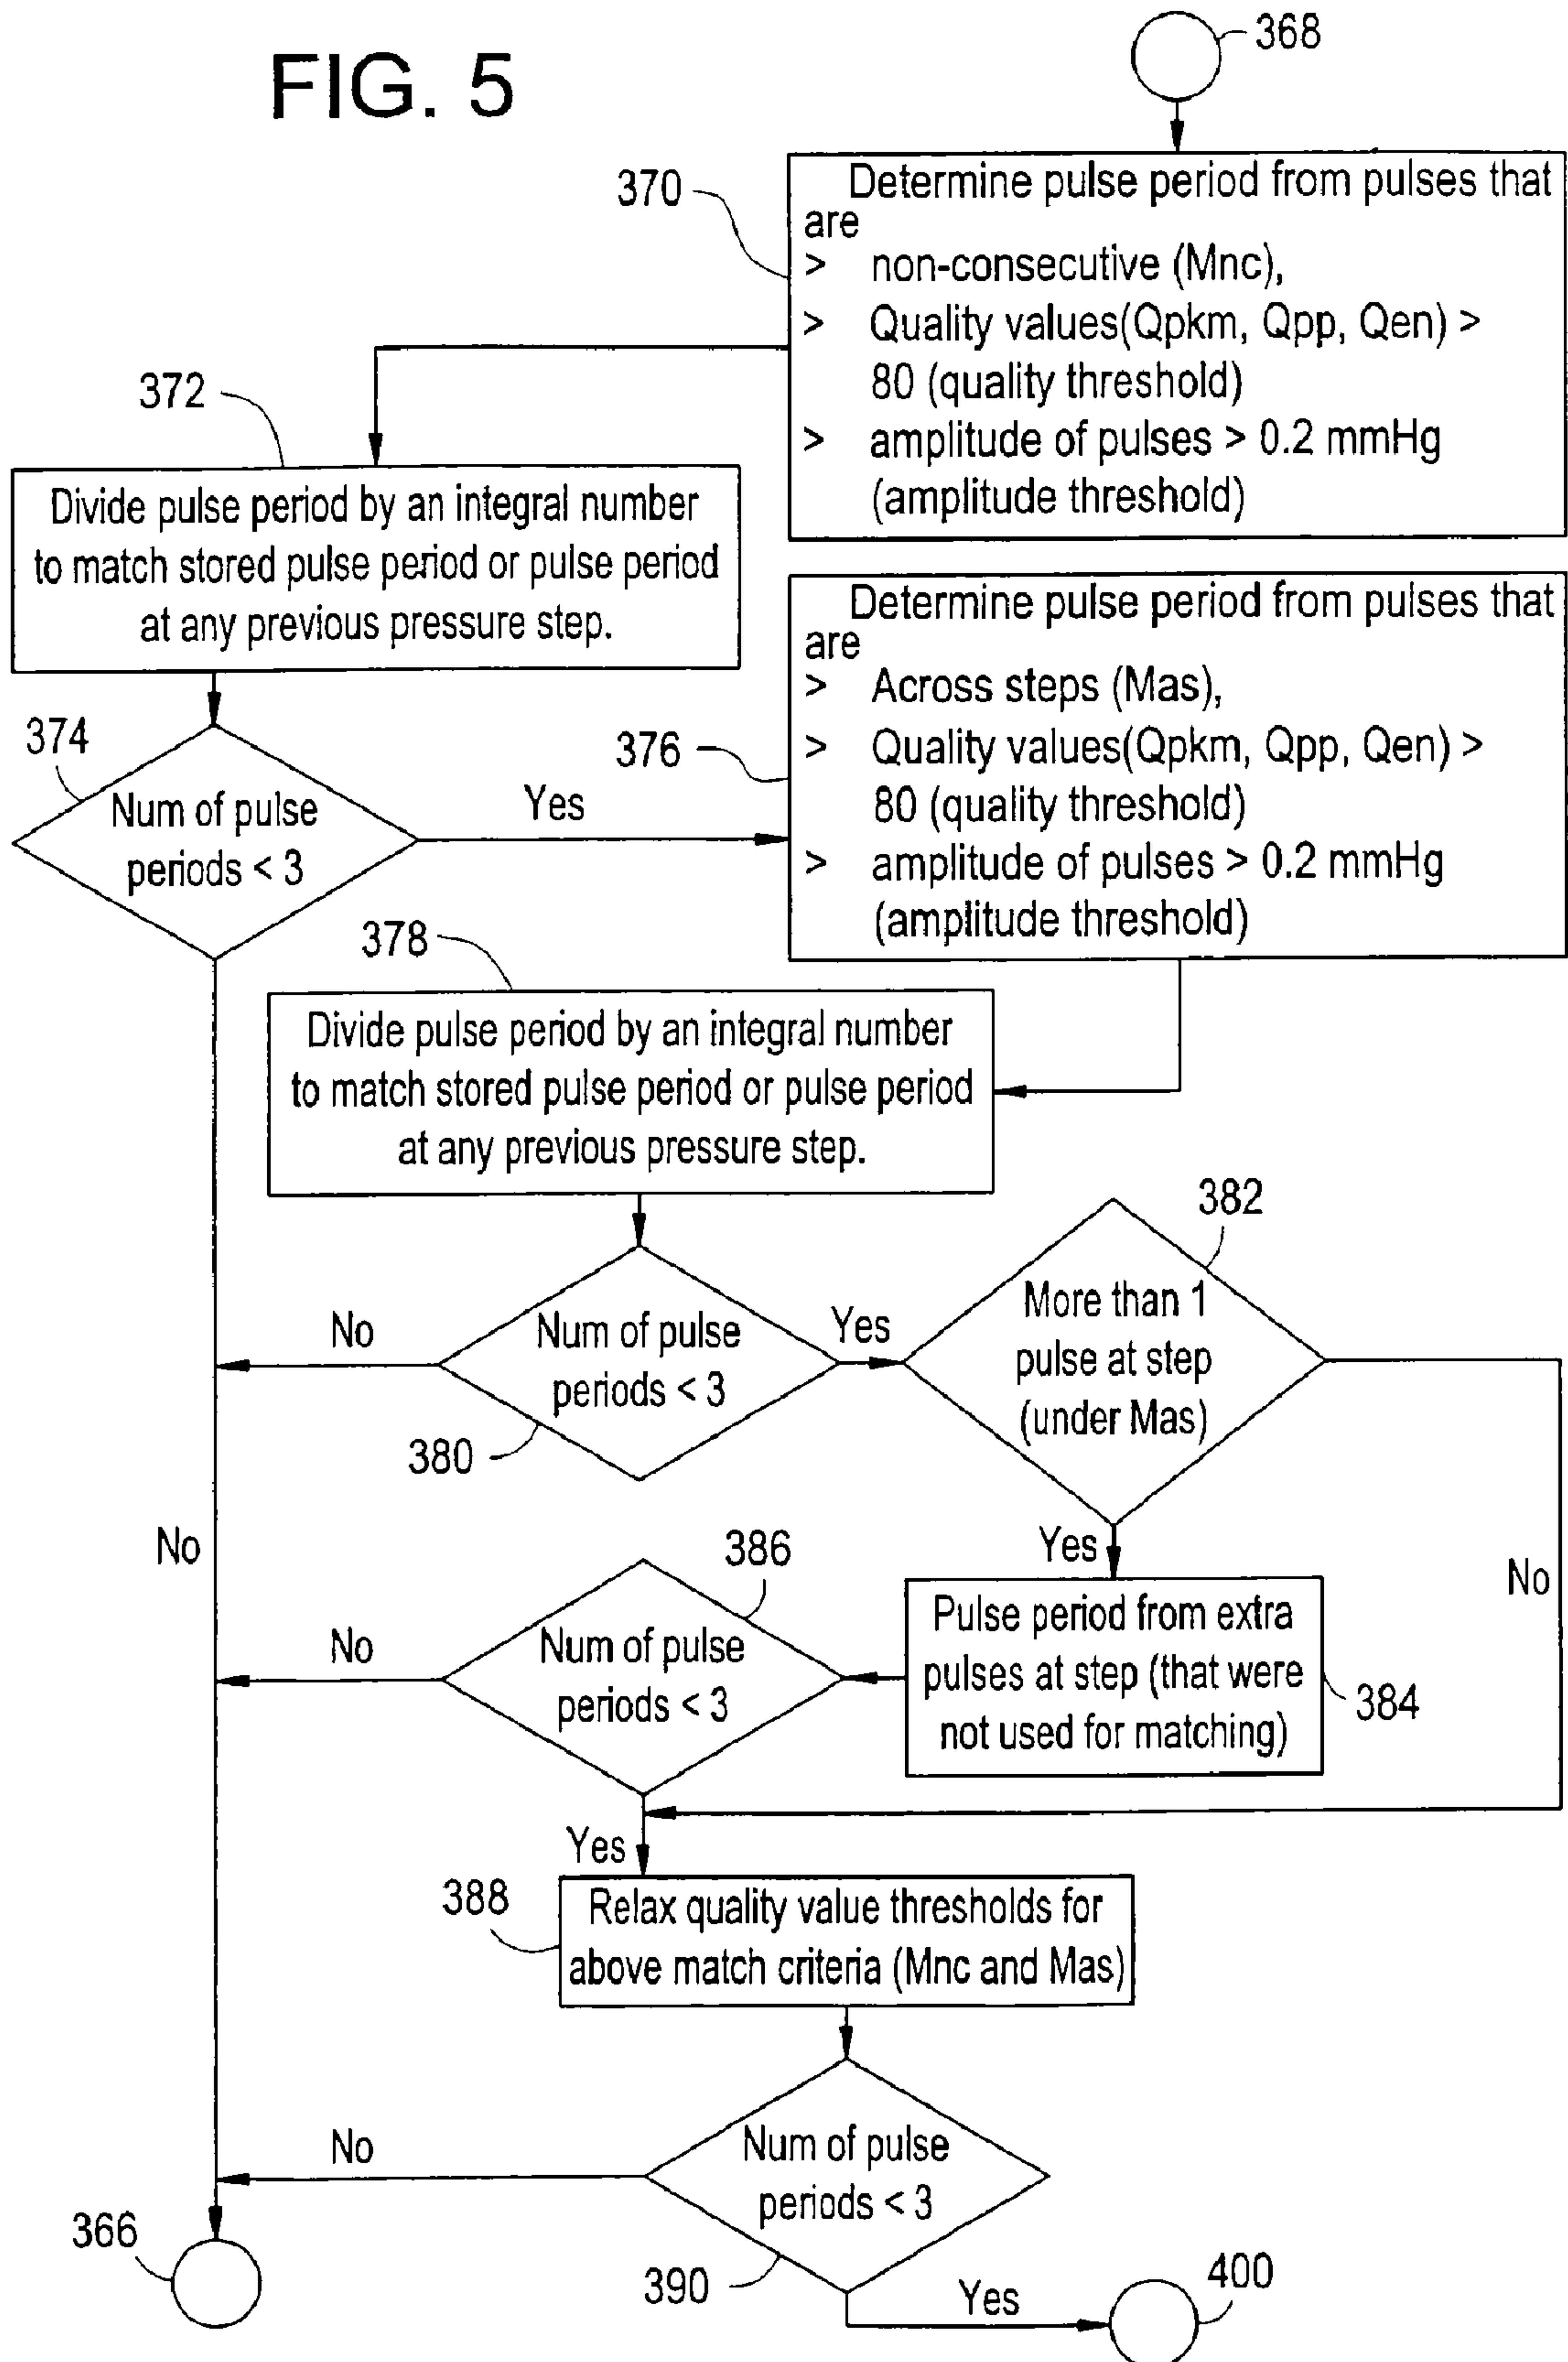 FIG. 5
368
370
Determine pulse period from pulses that
are
> non-consecutive (Mnc),
> Quality values(Qpkm, Qpp, Qen) >
80 (quality threshold)
> amplitude of pulses > 0.2 mmHg
(amplitude threshold)
372
Divide pulse period by an integral number
to match stored pulse period or pulse period
at any previous pressure step.
374
Num of pulse
periods < 3
Yes
376
Determine pulse period from pulses that
are
> Across steps (Mas),
> Quality values(Qpkm, Qpp, Qen) >
80 (quality threshold)
> amplitude of pulses > 0.2 mmHg
(amplitude threshold)
378
Divide pulse period by an integral number
to match stored pulse period or pulse period
at any previous pressure step.
No
Num of pulse
periods < 3
380
Yes
382
More than 1
pulse at step
(under Mas)
No
Yes
No
384
Pulse period from extra
pulses at step (that were
not used for matching)
386
Num of pulse
periods < 3
No
Yes
388
Relax quality value thresholds for
above match criteria (Mnc and Mas)
No
Num of pulse
periods < 3
390
Yes
366
400